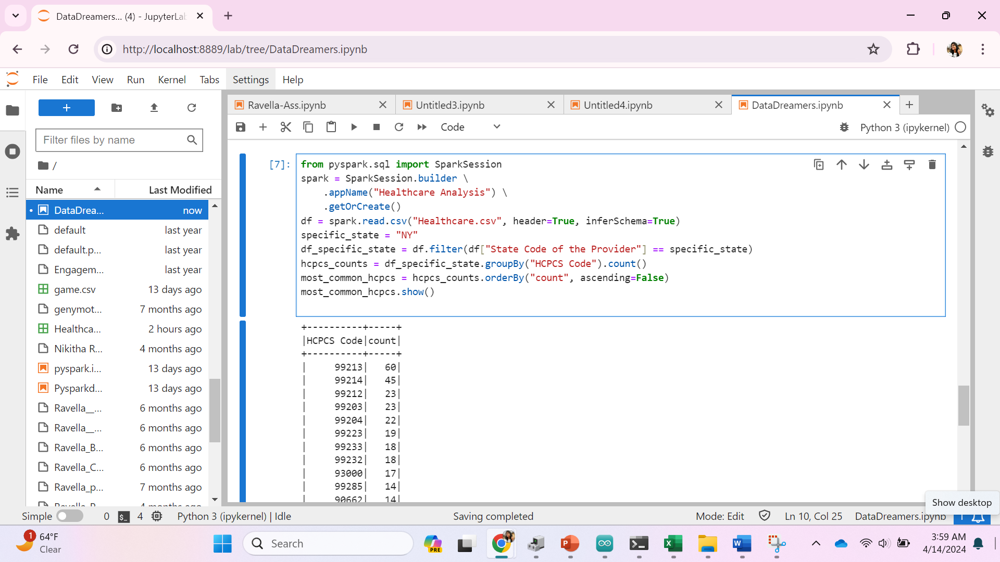 DataDreamers... (4) - JupyterLab
http://localhost:8889/lab/tree/DataDreamers.ipynb
File Edit View Run Kernel Tabs Settings Help
Ravella-Ass.ipynb Untitled3.ipynb Untitled4.ipynb DataDreamers.ipynb
Code Python 3 (ipykernel)
Filter files by name
/
Name Last Modified
DataDrea... now
default last year
default.p... last year
Engagem... last year
game.csv 13 days ago
genymot... 7 months ago
Healthca... 2 hours ago
Nikitha R... 4 months ago
pyspark.i... 13 days ago
Pysparkd... 13 days ago
Ravella__... 6 months ago
Ravella__... 6 months ago
Ravella_B... 6 months ago
Ravella_C... 6 months ago
Ravella_p... 7 months ago
[7]:
from pyspark.sql import SparkSession
spark = SparkSession.builder \
.appName("Healthcare Analysis") \
.getOrCreate()
df = spark.read.csv("Healthcare.csv", header=True, inferSchema=True)
specific_state = "NY"
df_specific_state = df.filter(df["State Code of the Provider"] == specific_state)
hcpcs_counts = df_specific_state.groupBy("HCPCS Code").count()
most_common_hcpcs = hcpcs_counts.orderBy("count", ascending=False)
most_common_hcpcs.show()
+----------+-----+
|HCPCS Code|count|
+----------+-----+
| 99213| 60|
| 99214| 45|
| 99212| 23|
| 99203| 23|
| 99204| 22|
| 99223| 19|
| 99233| 18|
| 99232| 18|
| 93000| 17|
| 99285| 14|
| 90662| 14|
Show desktop
Simple 0 $_ 4 Python 3 (ipykernel) | Idle Saving completed Mode: Edit Ln 10, Col 25 DataDreamers.ipynb 1
1 64°F
Clear
Search
PRE
3:59 AM
4/14/2024